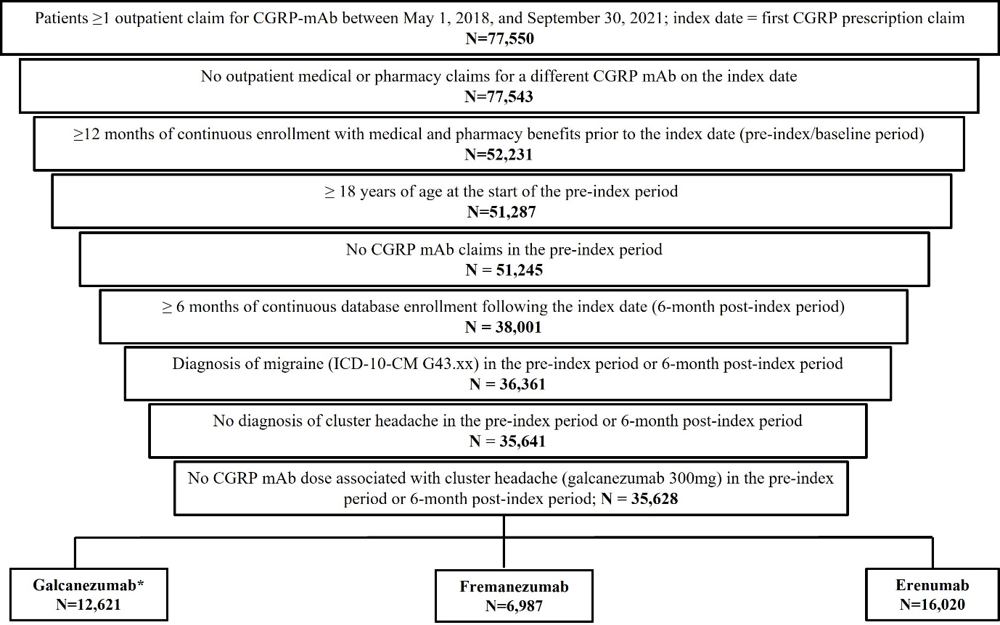 Patients ≥1 outpatient claim for CGRP-mAb between May 1, 2018, and September 30, 2021; index date = first CGRP prescription claim
N=77,550
No outpatient medical or pharmacy claims for a different CGRP mAb on the index date
N=77,543
≥12 months of continuous enrollment with medical and pharmacy benefits prior to the index date (pre-index/baseline period)
N=52,231
≥ 18 years of age at the start of the pre-index period
N=51,287
No CGRP mAb claims in the pre-index period
N = 51,245
≥ 6 months of continuous database enrollment following the index date (6-month post-index period)
N = 38,001
Diagnosis of migraine (ICD-10-CM G43.xx) in the pre-index period or 6-month post-index period
N = 36,361
No diagnosis of cluster headache in the pre-index period or 6-month post-index period
N = 35,641
No CGRP mAb dose associated with cluster headache (galcanezumab 300mg) in the pre-index
period or 6-month post-index period; N = 35,628
Galcanezumab*
N=12,621
Fremanezumab
N=6,987
Erenumab
N=16,020